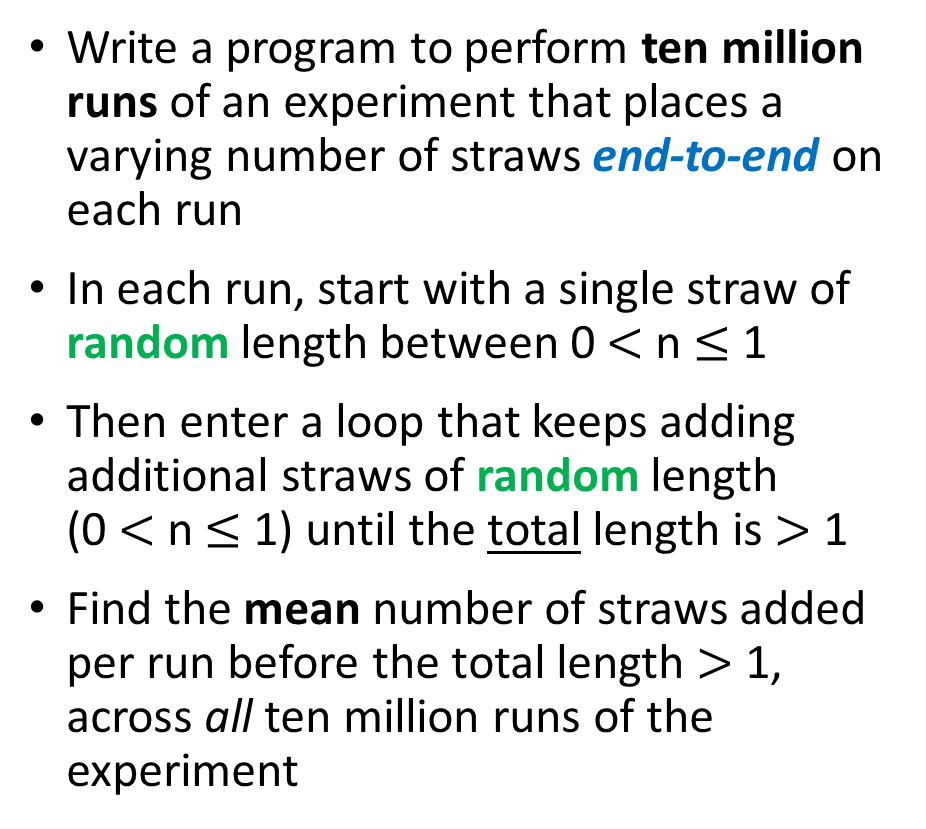 • Write a program to perform ten million
runs of an experiment that places a
varying number of straws end-to-end on
each run
• In each run, start with a single straw of
random length between 0 < n ≤ 1
• Then enter a loop that keeps adding
additional straws of random length
(0 < n ≤ 1) until the total length is > 1
• Find the mean number of straws added
per run before the total length > 1,
across all ten million runs of the
experiment